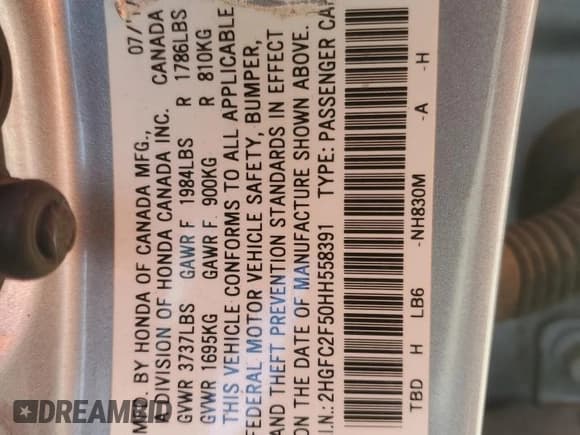 MFD. BY HONDA OF CANADA MFG., 07/17
A DIVISION OF HONDA CANADA INC. CANADA
GVWR 3737LBS GAWR F 1984LBS R 1786LBS
GVWR 1695KG GAWR F 900KG R 810KG
THIS VEHICLE CONFORMS TO ALL APPLICABLE
FEDERAL MOTOR VEHICLE SAFETY, BUMPER,
AND THEFT PREVENTION STANDARDS IN EFFECT
ON THE DATE OF MANUFACTURE SHOWN ABOVE.
I.N.: 2HGFC2F50HH558391 TYPE: PASSENGER CAR
TBD H LB6 -NH830M -A -H
DREAMBID